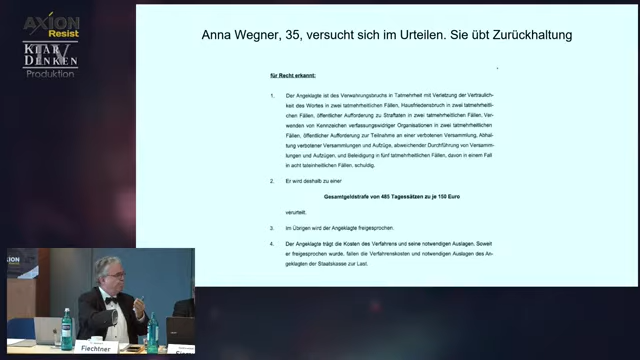 AXION
Resist
KLAR
DENKEN
TV
Produktion
Anna Wegner, 35, versucht sich im Urteilen. Sie übt Zurückhaltung
für Recht erkannt:
1. Der Angeklagte ist des Verwahrungsbruchs in Tatmehrheit mit Verletzung der Vertraulich-
keit des Wortes in zwei tatmehrheitlichen Fällen, Hausfriedensbruch in zwei tatmehrheitli-
chen Fällen, öffentlicher Aufforderung zu Straftaten in zwei tatmehrheitlichen Fällen, Ver-
wenden von Kennzeichen verfassungswidriger Organisationen in zwei tatmehrheitlichen
Fällen, öffentlicher Aufforderung zur Teilnahme an einer verbotenen Versammlung, Abhal-
tung verbotener Versammlungen und Aufzüge, abweichender Durchführung von Versamm-
lungen und Aufzügen, und Beleidigung in fünf tatmehrheitlichen Fällen, davon in einem Fall
in acht tateinheitlichen Fällen, schuldig.
2. Er wird deshalb zu einer
Gesamtgeldstrafe von 485 Tagessätzen zu je 150 Euro
verurteilt.
3. Im Übrigen wird der Angeklagte freigesprochen.
4. Der Angeklagte trägt die Kosten des Verfahrens und seine notwendigen Auslagen. Soweit
er freigesprochen wurde, fallen die Verfahrenskosten und notwendigen Auslagen des An-
geklagten der Staatskasse zur Last.
AXION
Resist
Fiechtner